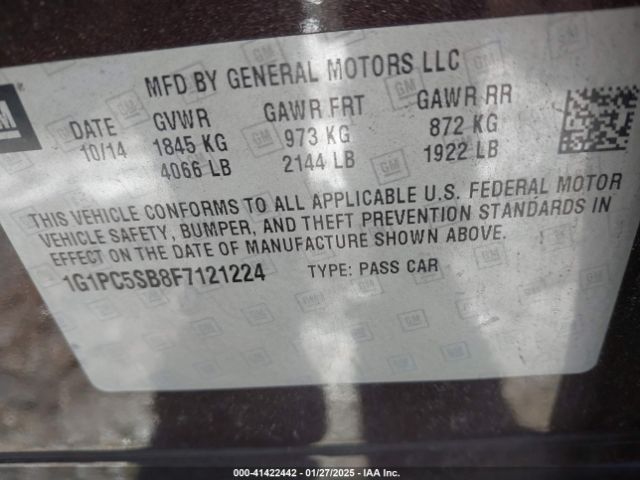 GM
MFD BY GENERAL MOTORS LLC
DATE GVWR GAWR FRT GAWR RR
10/14 1845 KG 973 KG 872 KG
4066 LB 2144 LB 1922 LB
THIS VEHICLE CONFORMS TO ALL APPLICABLE U.S. FEDERAL MOTOR
VEHICLE SAFETY, BUMPER, AND THEFT PREVENTION STANDARDS IN
EFFECT ON THE DATE OF MANUFACTURE SHOWN ABOVE.
1G1PC5SB8F7121224 TYPE: PASS CAR
000-41422442 - 01/27/2025 - IAA Inc.